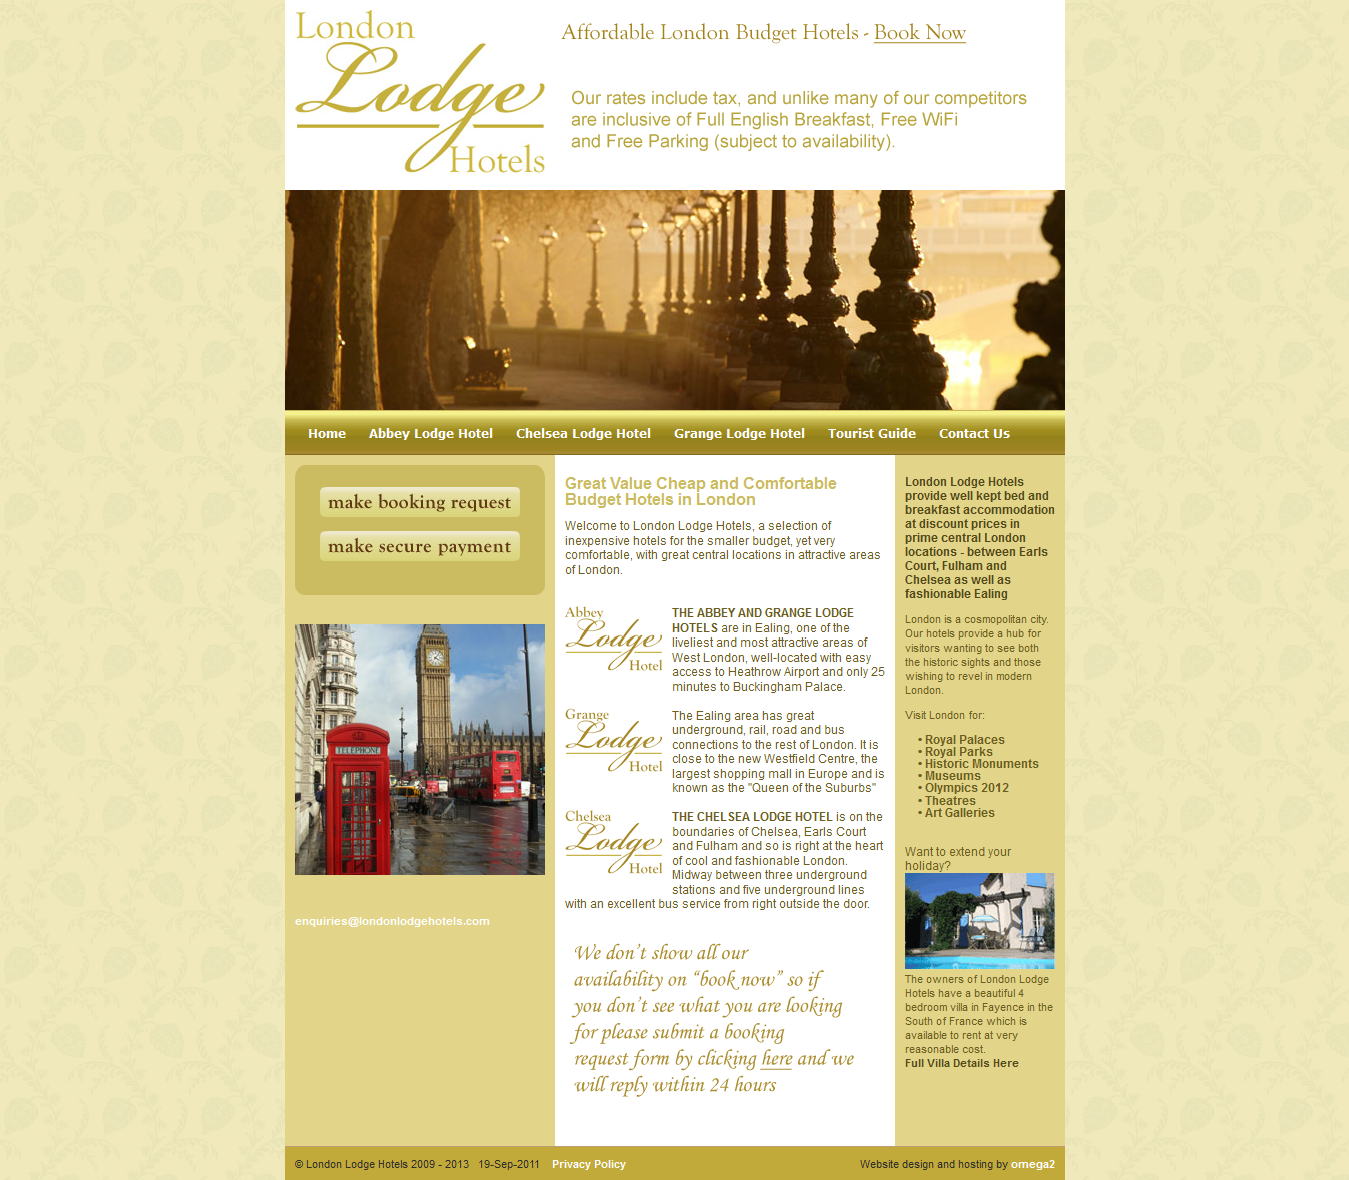 London
Lodge
Hotels
Affordable London Budget Hotels - Book Now
Our rates include tax, and unlike many of our competitors
are inclusive of Full English Breakfast, Free WiFi
and Free Parking (subject to availability).
Home Abbey Lodge Hotel Chelsea Lodge Hotel Grange Lodge Hotel Tourist Guide Contact Us
make booking request
make secure payment
TELEPHONE
enquiries@londonlodgehotels.com
Great Value Cheap and Comfortable
Budget Hotels in London
Welcome to London Lodge Hotels, a selection of
inexpensive hotels for the smaller budget, yet very
comfortable, with great central locations in attractive areas
of London.
Abbey
Lodge
Hotel
THE ABBEY AND GRANGE LODGE
HOTELS are in Ealing, one of the
liveliest and most attractive areas of
West London, well-located with easy
access to Heathrow Airport and only 25
minutes to Buckingham Palace.
Grange
Lodge
Hotel
The Ealing area has great
underground, rail, road and bus
connections to the rest of London. It is
close to the new Westfield Centre, the
largest shopping mall in Europe and is
known as the "Queen of the Suburbs"
Chelsea
Lodge
Hotel
THE CHELSEA LODGE HOTEL is on the
boundaries of Chelsea, Earls Court
and Fulham and so is right at the heart
of cool and fashionable London.
Midway between three underground
stations and five underground lines
with an excellent bus service from right outside the door.
We don't show all our
availability on “book now” so if
you don't see what you are looking
for please submit a booking
request form by clicking here and we
will reply within 24 hours
London Lodge Hotels
provide well kept bed and
breakfast accommodation
at discount prices in
prime central London
locations - between Earls
Court, Fulham and
Chelsea as well as
fashionable Ealing
London is a cosmopolitan city.
Our hotels provide a hub for
visitors wanting to see both
the historic sights and those
wishing to revel in modern
London.
Visit London for:
• Royal Palaces
• Royal Parks
• Historic Monuments
• Museums
• Olympics 2012
• Theatres
• Art Galleries
Want to extend your
holiday?
The owners of London Lodge
Hotels have a beautiful 4
bedroom villa in Fayence in the
South of France which is
available to rent at very
reasonable cost.
Full Villa Details Here
© London Lodge Hotels 2009 - 2013 19-Sep-2011 Privacy Policy
Website design and hosting by omega2